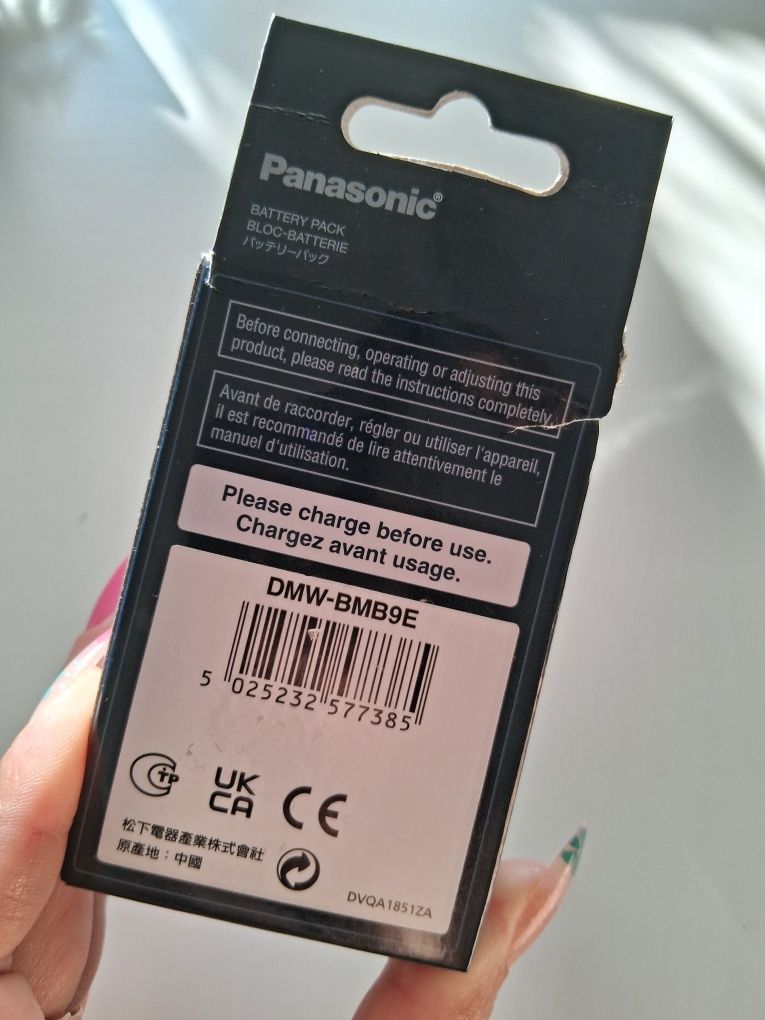 Panasonic®
BATTERY PACK
BLOC-BATTERIE
バッテリーパック
Before connecting, operating or adjusting this
product, please read the instructions completely.
Avant de raccorder, régler ou utiliser l'appareil,
il est recommandé de lire attentivement le
manuel d'utilisation.
Please charge before use.
Chargez avant usage.
DMW-BMB9E
5 025232 577385
CTP
UK
CA
CE
松下電器產業株式會社
原產地：中國
DVQA1851ZA